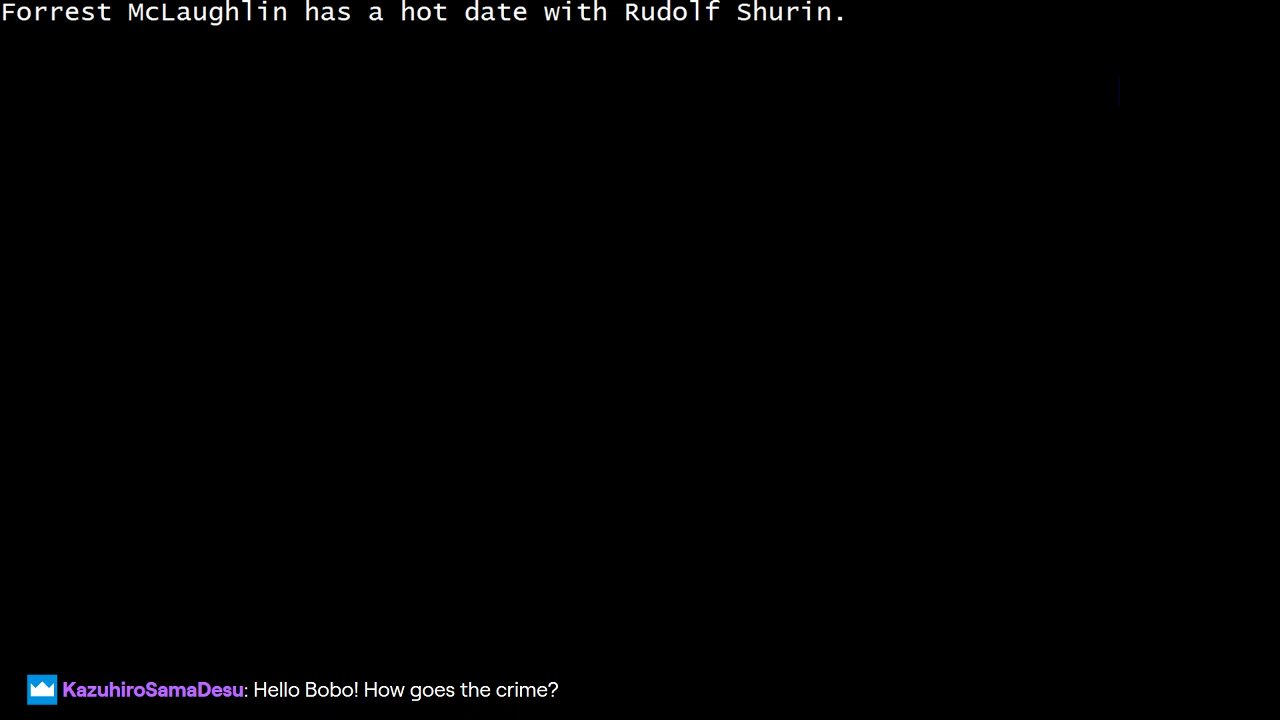 Forrest McLaughlin has a hot date with Rudolf Shurin.
KazuhiroSamaDesu: Hello Bobo! How goes the crime?